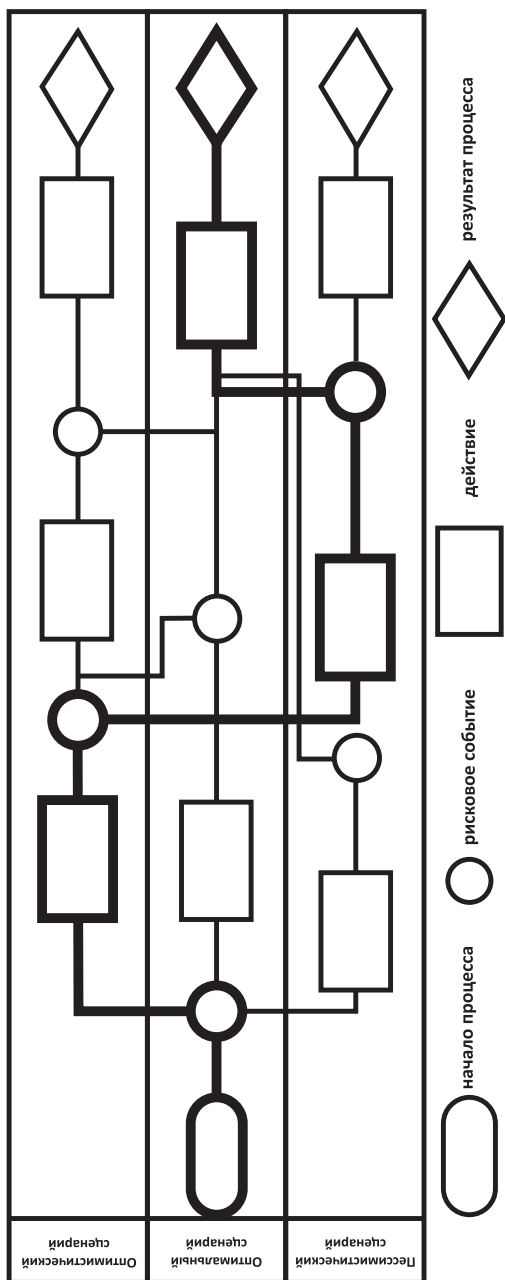 Оптимистический
сценарий
Оптимальный
сценарий
Пессимистический
сценарий
начало процесса
рисковое событие
действие
результат процесса